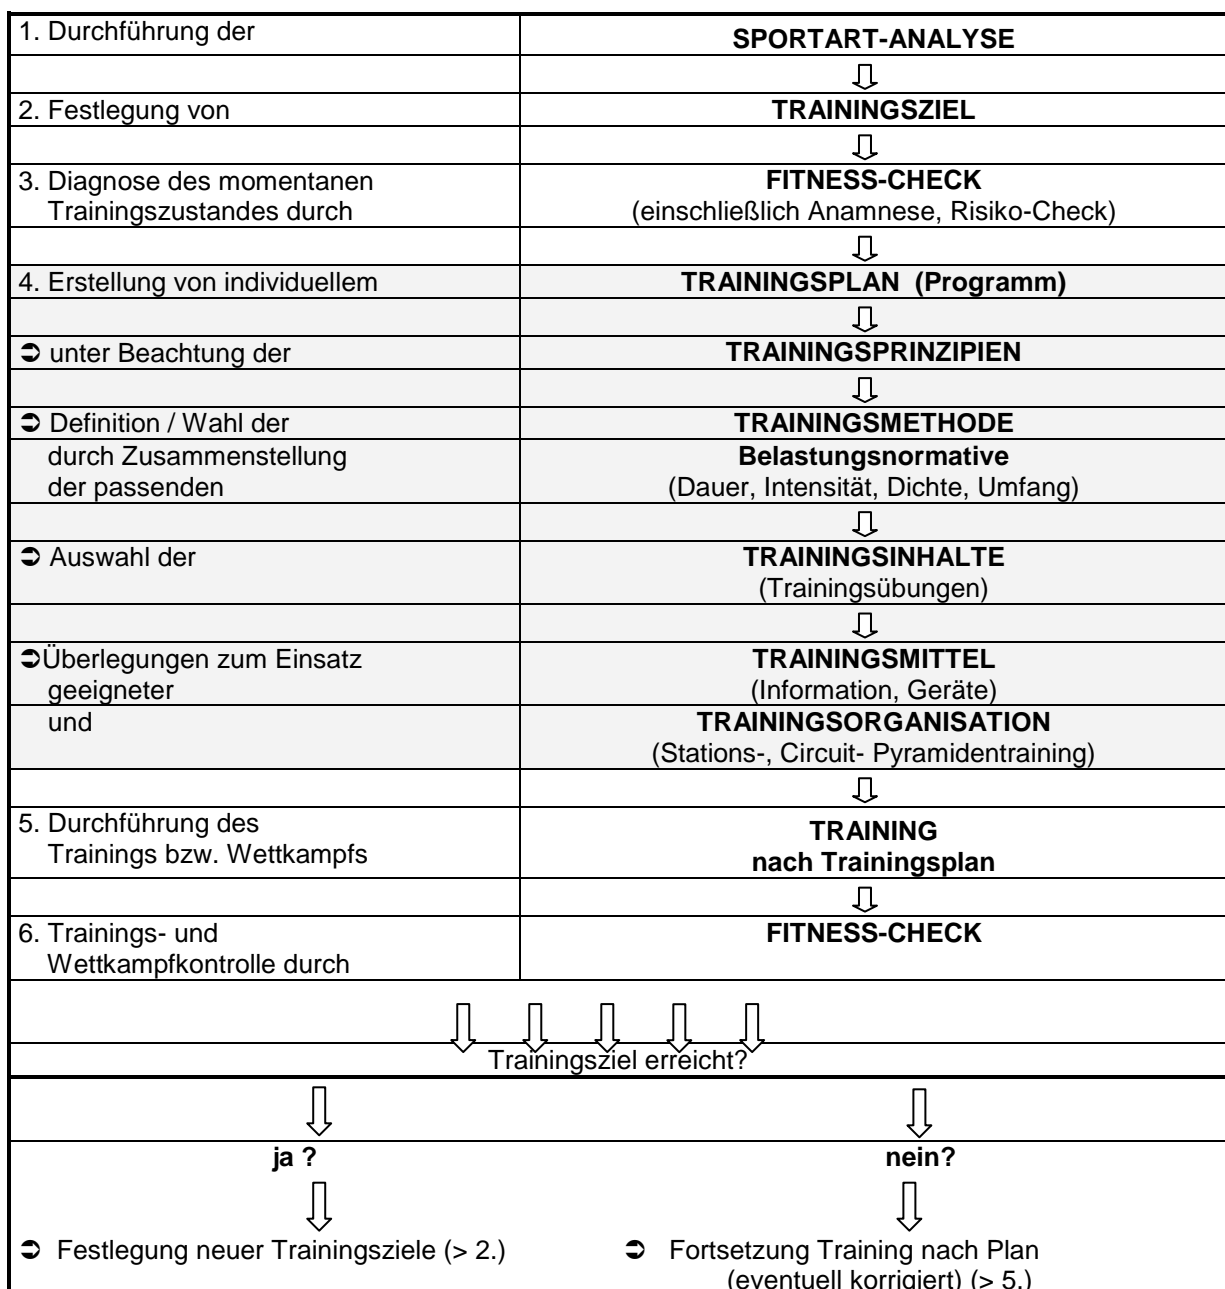 1. Durchführung der
SPORTART-ANALYSE
2. Festlegung von
TRAININGSZIEL
3. Diagnose des momentanen
Trainingszustandes durch
FITNESS-CHECK
(einschließlich Anamnese, Risiko-Check)
4. Erstellung von individuellem
TRAININGSPLAN (Programm)
➲ unter Beachtung der
TRAININGSPRINZIPIEN
➲ Definition / Wahl der
TRAININGSMETHODE
durch Zusammenstellung
der passenden
Belastungsnormative
(Dauer, Intensität, Dichte, Umfang)
➲ Auswahl der
TRAININGSINHALTE
(Trainingsübungen)
➲Überlegungen zum Einsatz
geeigneter
TRAININGSMITTEL
(Information, Geräte)
und
TRAININGSORGANISATION
(Stations-, Circuit- Pyramidentraining)
5. Durchführung des
Trainings bzw. Wettkampfs
TRAINING
nach Trainingsplan
6. Trainings- und
Wettkampfkontrolle durch
FITNESS-CHECK
Trainingsziel erreicht?
ja ?
nein?
➲ Festlegung neuer Trainingsziele (> 2.)
➲ Fortsetzung Training nach Plan
(eventuell korrigiert) (> 5.)